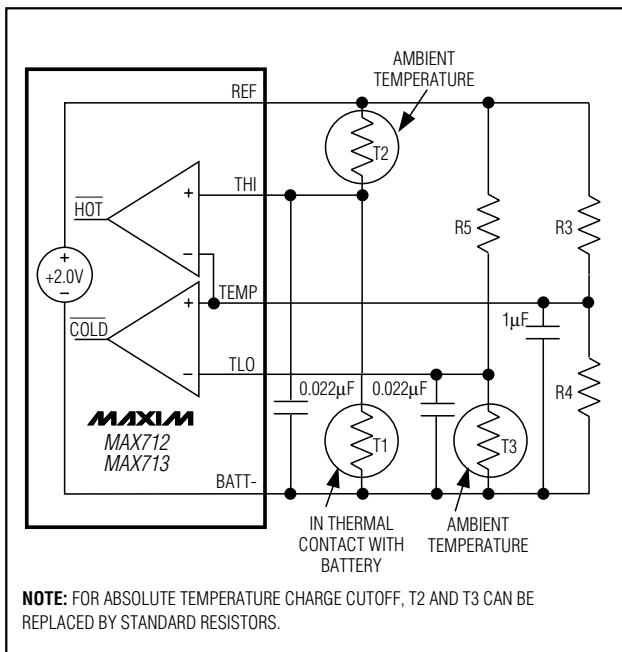 AMBIENT
TEMPERATURE
REF
T2
THI
+
HOT
R5
R3
−
+
+2.0V
−
TEMP
+
COLD
1µF
TLO
−
0.022µF
0.022µF
R4
MAXIM
MAX712
MAX713
T1
T3
BATT-
IN THERMAL
CONTACT WITH
BATTERY
AMBIENT
TEMPERATURE
NOTE: FOR ABSOLUTE TEMPERATURE CHARGE CUTOFF, T2 AND T3 CAN BE
REPLACED BY STANDARD RESISTORS.